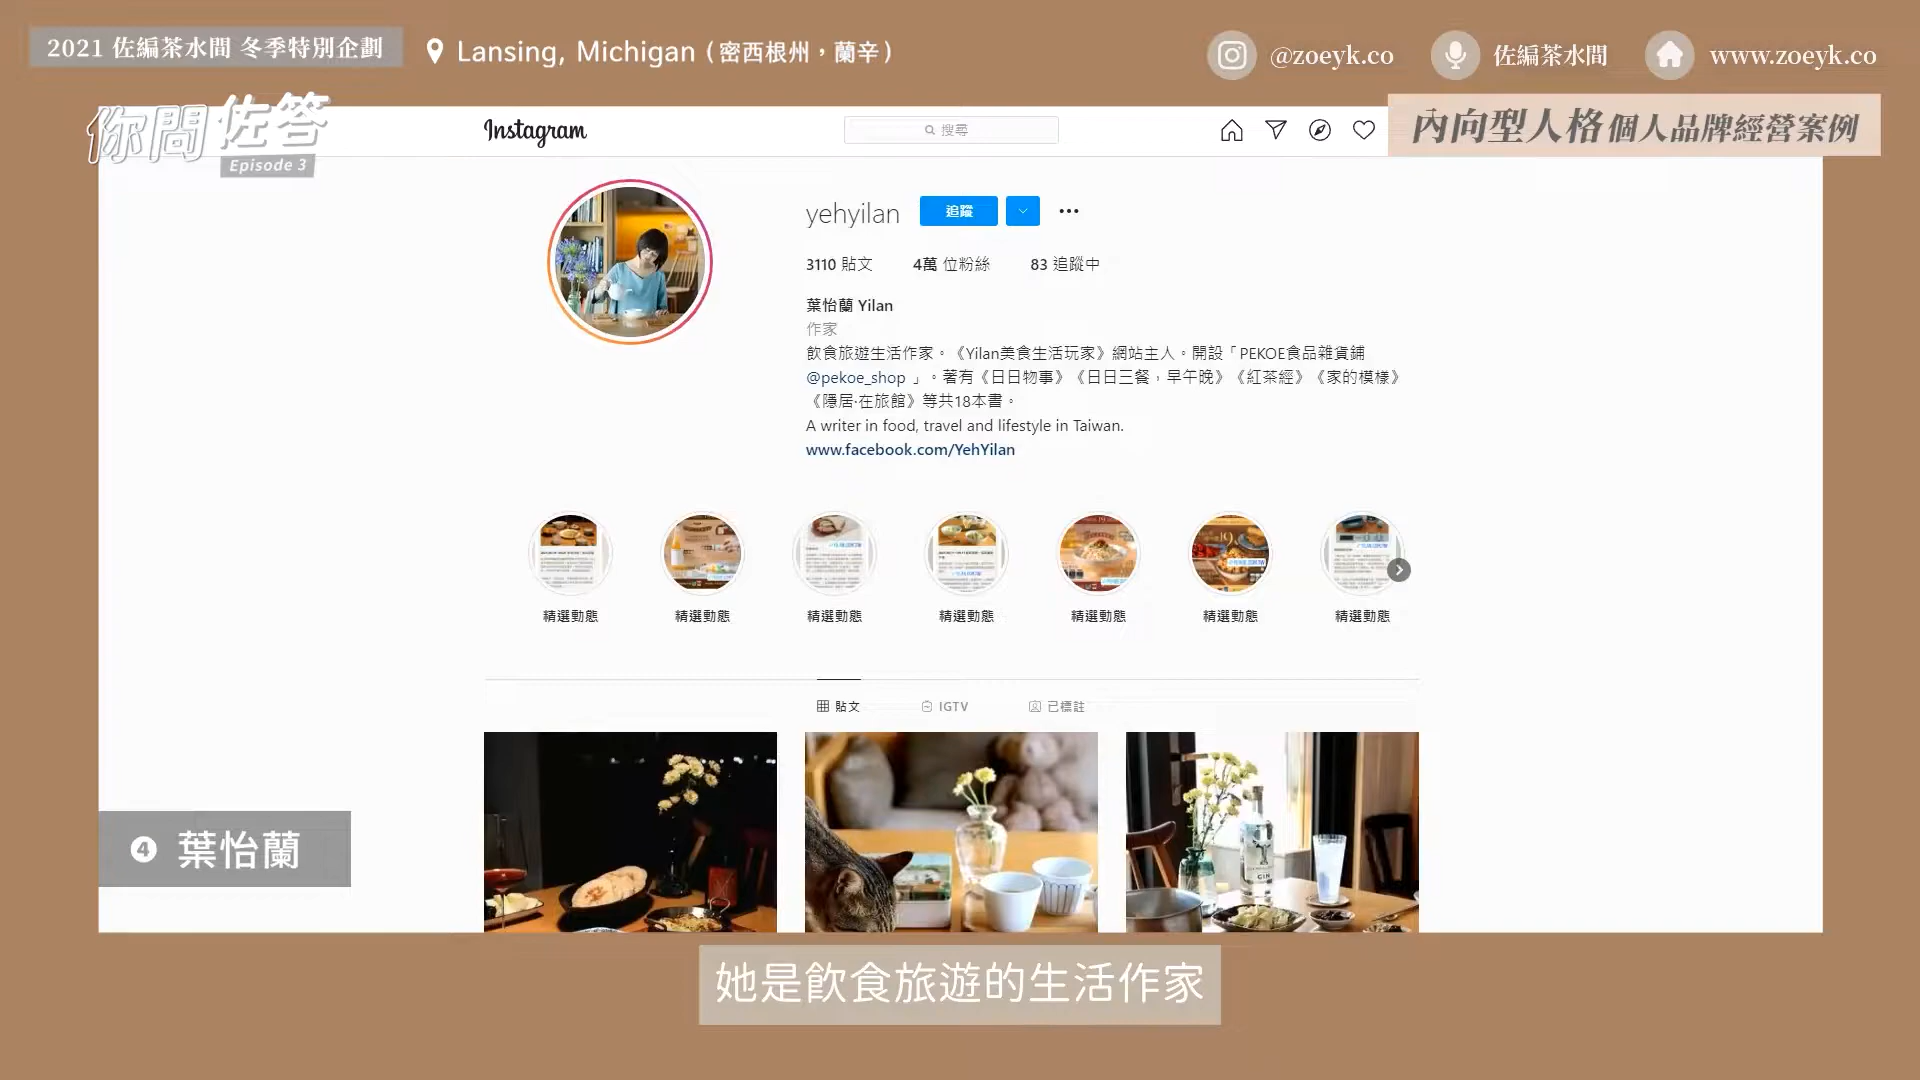 2021 佐編茶水間 冬季特別企劃
Lansing, Michigan（密西根州，蘭辛）
@zoeyk.co
佐編茶水間
www.zoeyk.co
你問佐答
Episode 3
內向型人格個人品牌經營案例
Instagram
搜尋
yehyilan
追蹤
3110 貼文 4萬 位粉絲 83 追蹤中
葉怡蘭 Yilan
作家
飲食旅遊生活作家。《Yilan美食生活玩家》網站主人。開設「PEKOE食品雜貨鋪
@pekoe_shop 」。著有《日日物事》《日日三餐，早午晚》《紅茶經》《家的模樣》
《隱居·在旅館》等共18本書。
A writer in food, travel and lifestyle in Taiwan.
www.facebook.com/YehYilan
精選動態 精選動態 精選動態 精選動態 精選動態 精選動態 精選動態
貼文 IGTV 已標註
GIN
4 葉怡蘭
她是飲食旅遊的生活作家